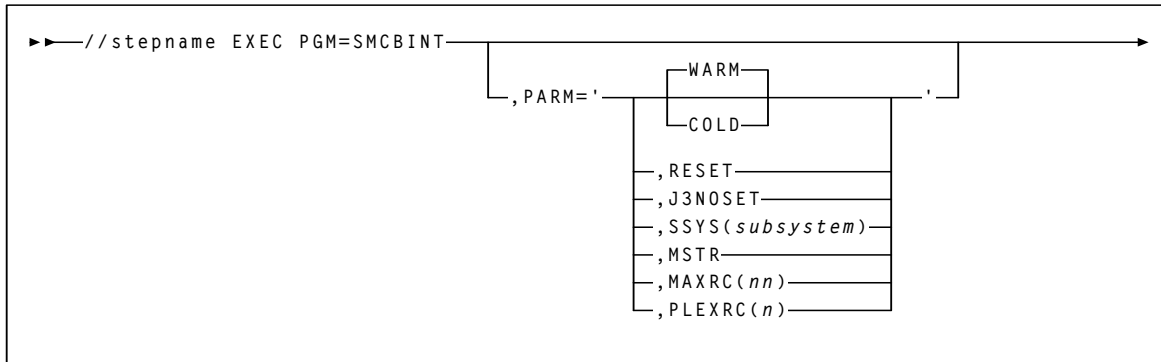 //stepname EXEC PGM=SMCBINT
WARM
,PARM=' '
COLD
,RESET
,J3NOSET
,SSYS(subsystem)
,MSTR
,MAXRC(nn)
,PLEXRC(n)